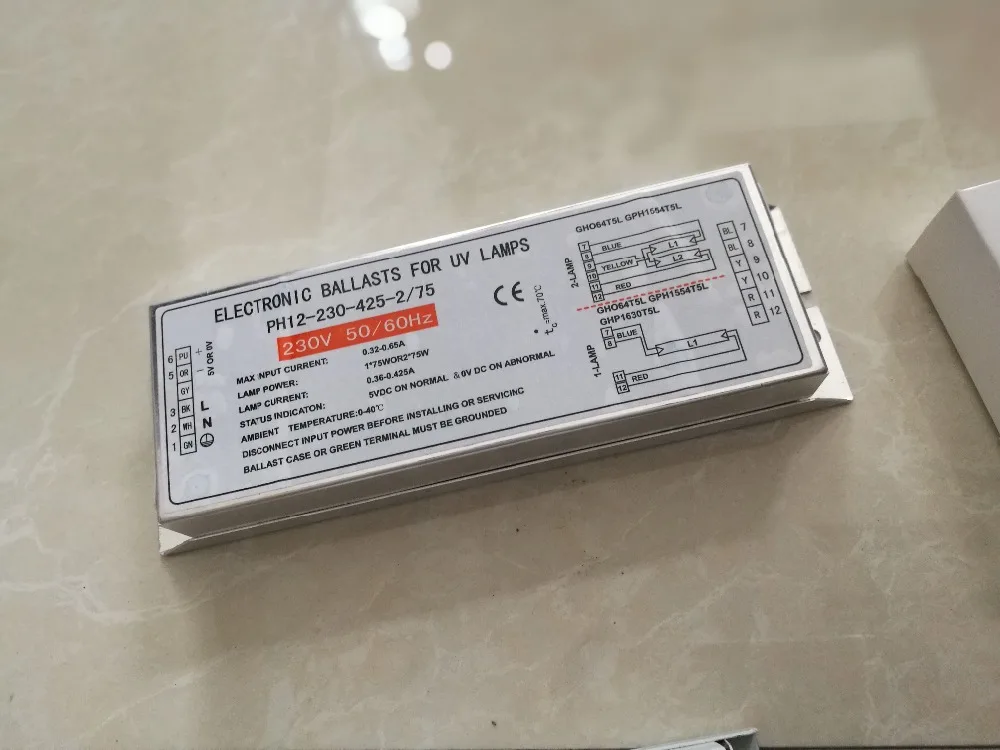 ELECTRONIC BALLASTS FOR UV LAMPS
PH12-230-425-2/75
230V 50/60Hz
MAX INPUT CURRENT: 0.32-0.65A
LAMP POWER: 1*75WOR2*75W
LAMP CURRENT: 0.36-0.425A
STATUS INDICATON: 5VDC ON NORMAL & 0V DC ON ABNORMAL
AMBIENT TEMPERATURE:0-40℃
DISCONNECT INPUT POWER BEFORE INSTALLING OR SERVICINC
BALLAST CASE OR GREEN TERMINAL MUST BE GROUNDED
6 PU +
5 OR -
5V OR 0V
GY
3 BK L
2 WH N
1 GN
CE
tc=max.70℃
GHO64T5L GPH1554T5L
2-LAMP
7
8 BLUE
9
10 YELLOW
11
12 RED
L1
L2
GHO64T5L GPH1554T5L
GHP1630T5L
1-LAMP
7
8 BLUE
L1
11
12 RED
BL 7
BL 8
Y 9
Y 10
R 11
R 12